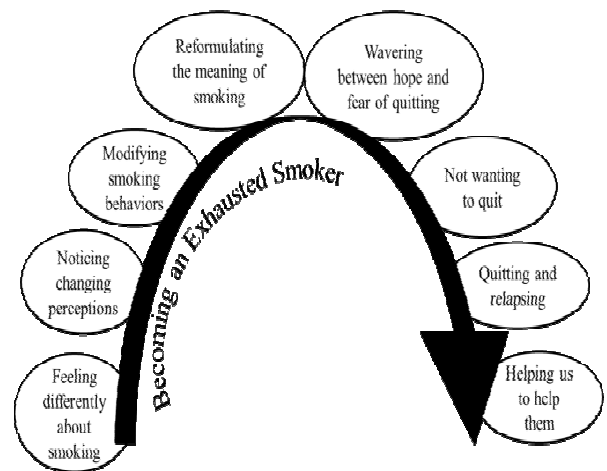 Feeling
differently
about
smoking
Noticing
changing
perceptions
Modifying
smoking
behaviors
Reformulating
the meaning of
smoking
Wavering
between hope and
fear of quitting
Not wanting
to quit
Quitting and
relapsing
Helping us
to help
them
Becoming an Exhausted Smoker